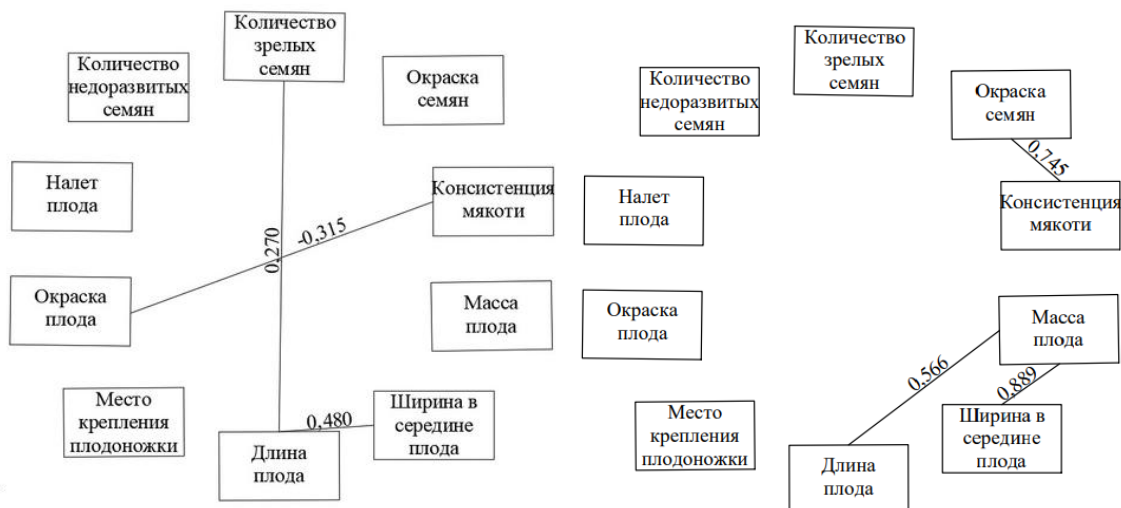 Количество
зрелых
семян
Количество
недоразвитых
семян
Окраска
семян
Налет
плода
Консистенция
мякоти
-0,315
0,270
Окраска
плода
Масса
плода
Место
крепления
плодоножки
0,480
Ширина в
середине
плода
Длина
плода
Количество
зрелых
семян
Количество
недоразвитых
семян
Окраска
семян
0,745
Налет
плода
Консистенция
мякоти
Окраска
плода
Масса
плода
0,566
0,889
Место
крепления
плодоножки
Ширина в
середине
плода
Длина
плода